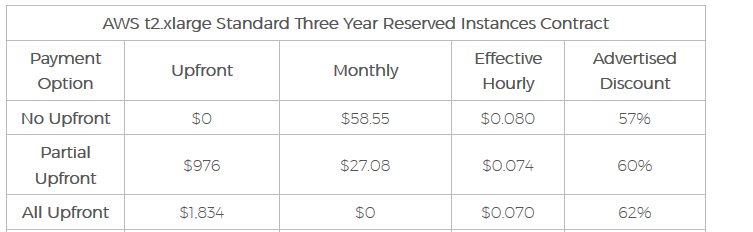 AWS t2.xlarge Standard Three Year Reserved Instances Contract
Payment Option Upfront Monthly Effective Hourly Advertised Discount
No Upfront $0 $58.55 $0.080 57%
Partial Upfront $976 $27.08 $0.074 60%
All Upfront $1,834 $0 $0.070 62%